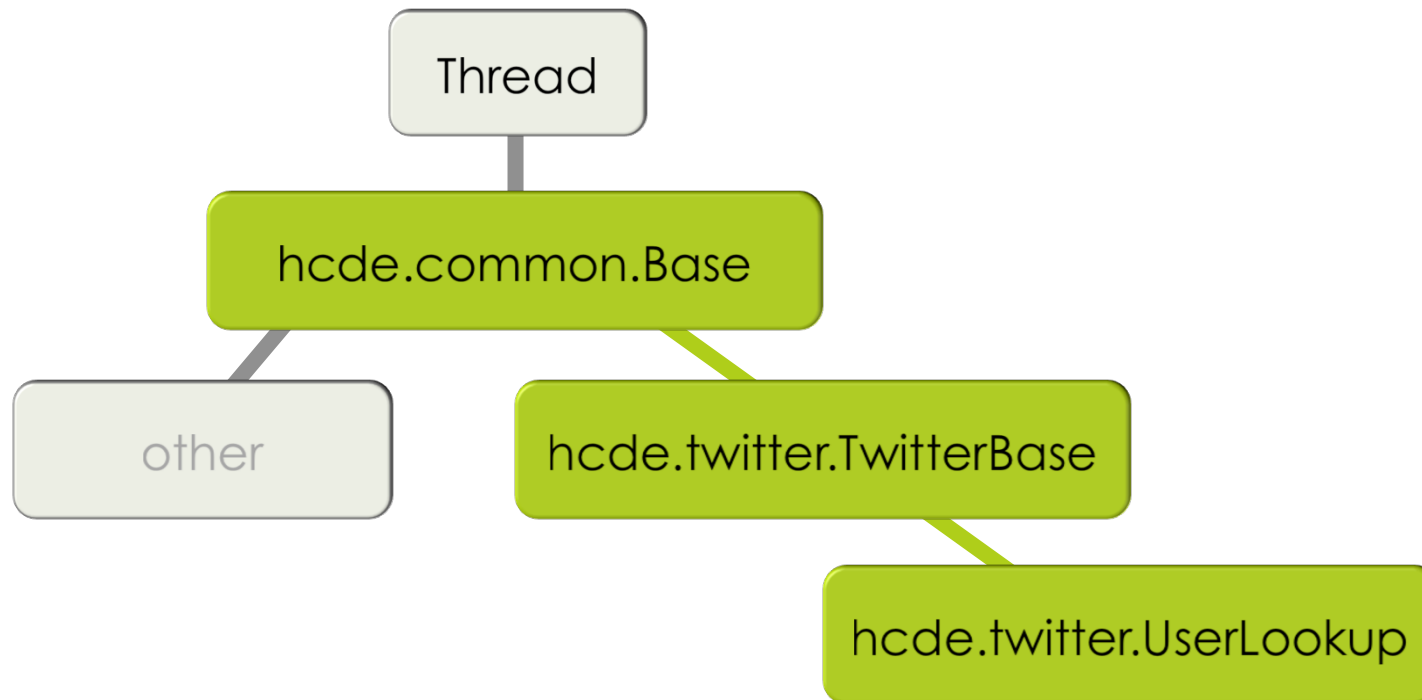 Thread
hcde.common.Base
other
hcde.twitter.TwitterBase
hcde.twitter.UserLookup